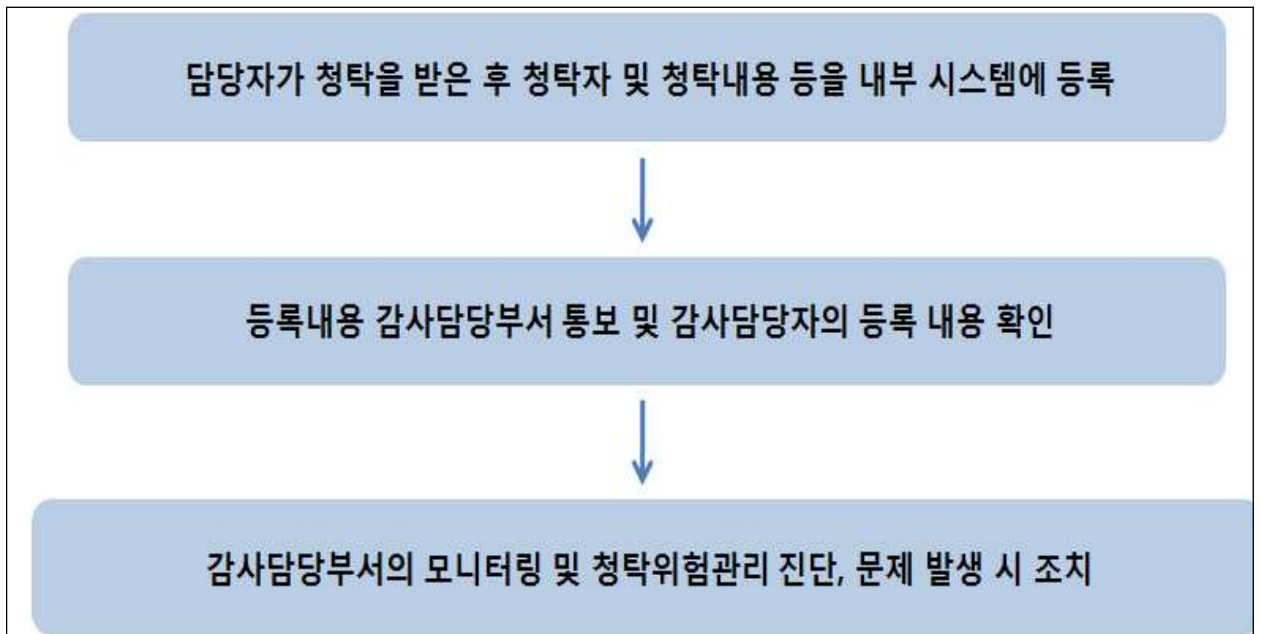 담당자가 청탁을 받은 후 청탁자 및 청탁내용 등을 내부 시스템에 등록
등록내용 감사담당부서 통보 및 감사담당자의 등록 내용 확인
감사담당부서의 모니터링 및 청탁위험관리 진단, 문제 발생 시 조치